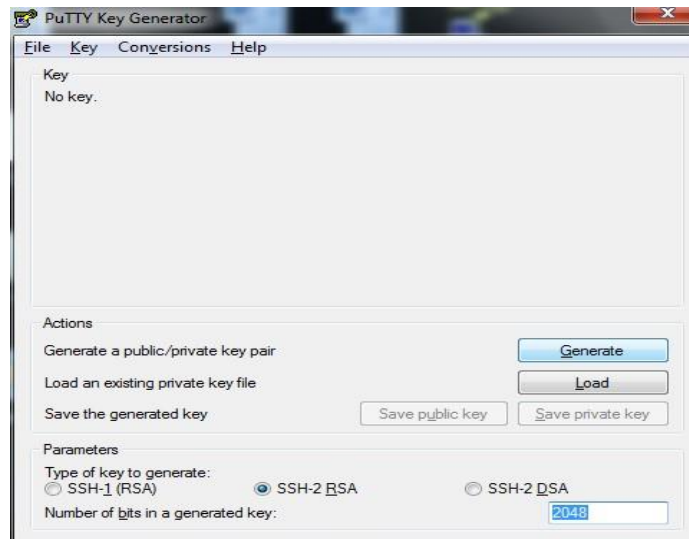 PuTTY Key Generator
File Key Conversions Help
Key
No key.
Actions
Generate a public/private key pair Generate
Load an existing private key file Load
Save the generated key Save public key Save private key
Parameters
Type of key to generate:
SSH-1 (RSA) SSH-2 RSA SSH-2 DSA
Number of bits in a generated key: 2048